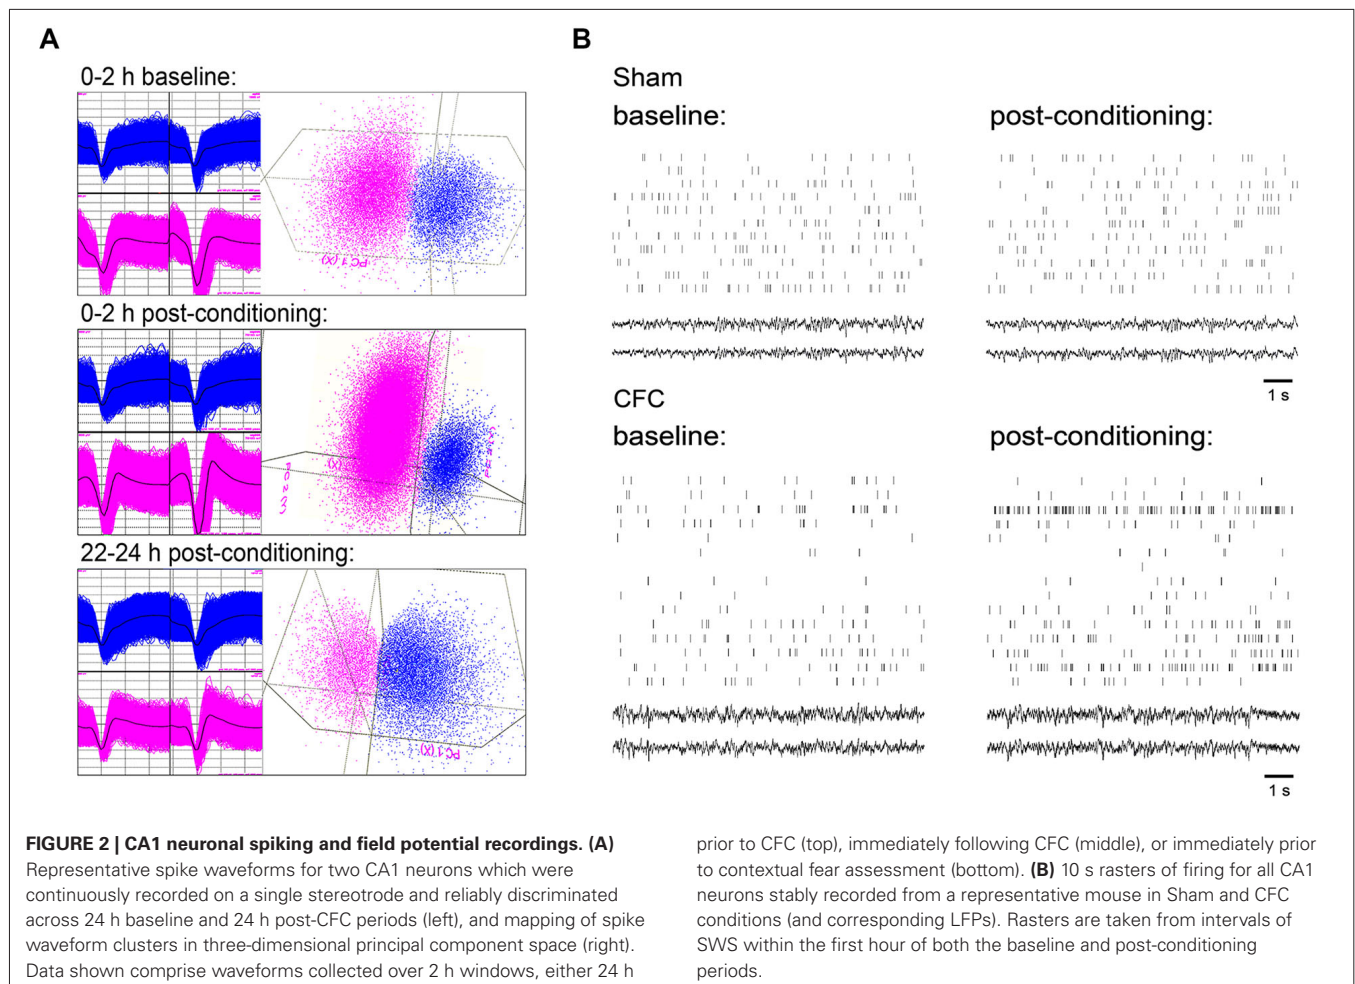 A
0-2 h baseline:
PC 1 (X)
0-2 h post-conditioning:
(X)
22-24 h post-conditioning:
PC 1 (X)
B
Sham
baseline:
post-conditioning:
1 s
CFC
baseline:
post-conditioning:
1 s
FIGURE 2 | CA1 neuronal spiking and field potential recordings. (A)
Representative spike waveforms for two CA1 neurons which were
continuously recorded on a single stereotrode and reliably discriminated
across 24 h baseline and 24 h post-CFC periods (left), and mapping of spike
waveform clusters in three-dimensional principal component space (right).
Data shown comprise waveforms collected over 2 h windows, either 24 h
prior to CFC (top), immediately following CFC (middle), or immediately prior
to contextual fear assessment (bottom). (B) 10 s rasters of firing for all CA1
neurons stably recorded from a representative mouse in Sham and CFC
conditions (and corresponding LFPs). Rasters are taken from intervals of
SWS within the first hour of both the baseline and post-conditioning
periods.